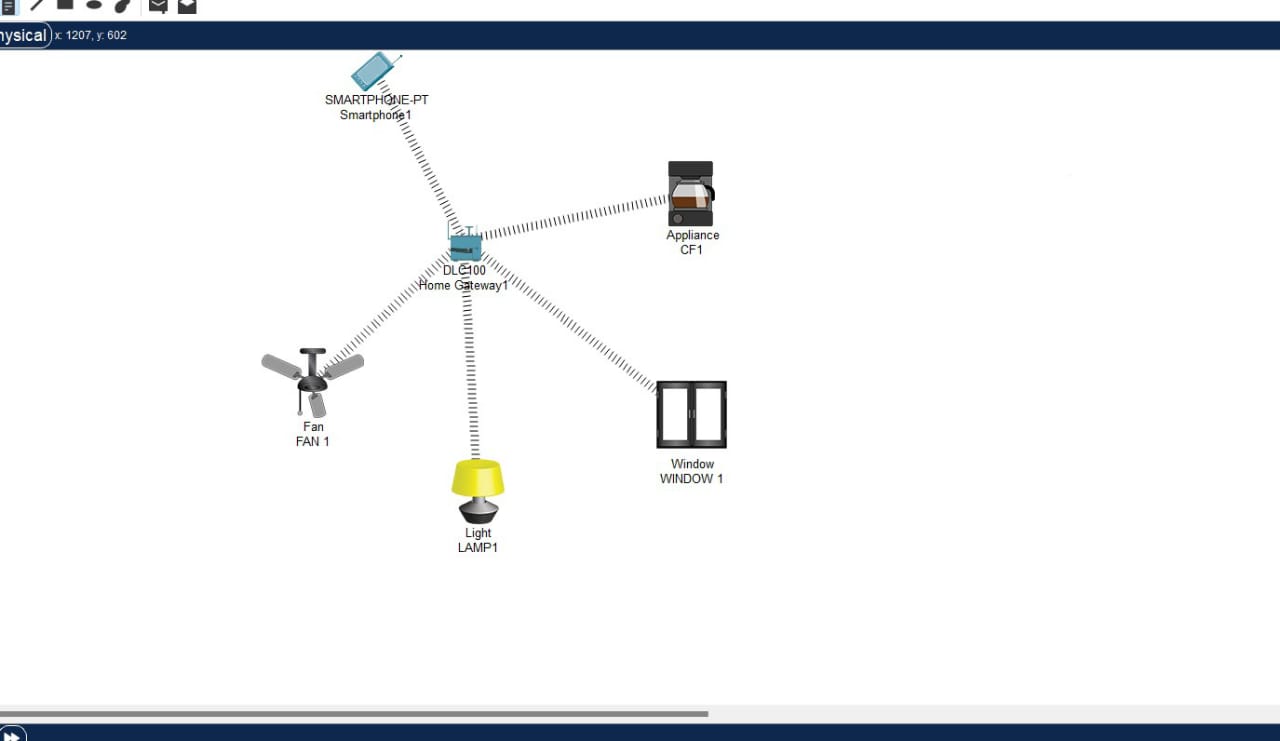 hysical x: 1207, y: 602
SMARTPHONE-PT
Smartphone1
Appliance
CF1
DLC100
Home Gateway1
Fan
FAN 1
Window
WINDOW 1
Light
LAMP1